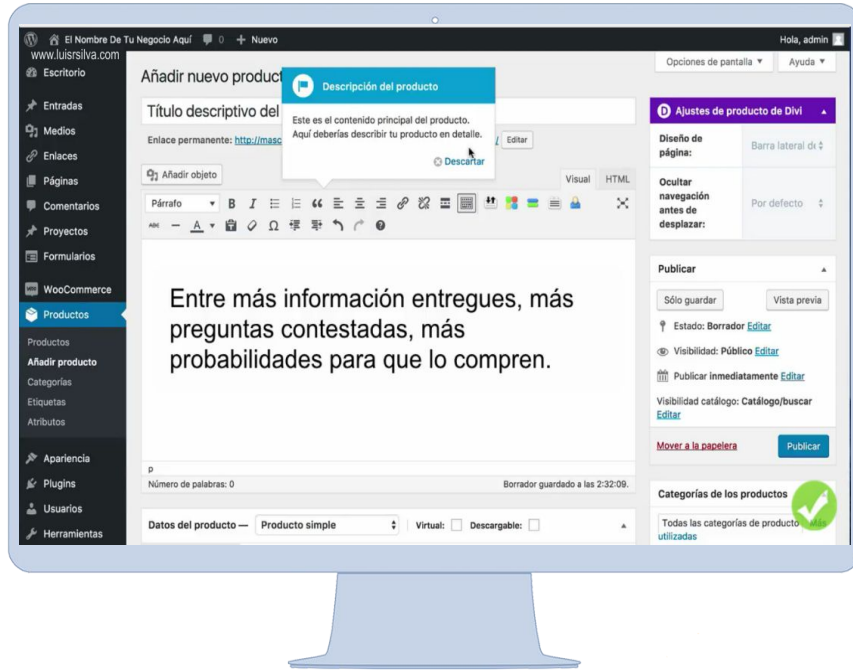 El Nombre De Tu Negocio Aquí 0 + Nuevo Hola, admin
www.luisrsilva.com
Escritorio
Entradas
Medios
Enlaces
Páginas
Comentarios
Proyectos
Formularios
WooCommerce
Productos
Productos
Añadir producto
Categorías
Etiquetas
Atributos
Apariencia
Plugins
Usuarios
Herramientas
Opciones de pantalla Ayuda
Añadir nuevo product
Descripción del producto
Este es el contenido principal del producto.
Aquí deberías describir tu producto en detalle.
Descartar
Título descriptivo del
Enlace permanente: http://masc / Editar
Añadir objeto
Visual HTML
Párrafo B I
ABC A Ω
Entre más información entregues, más
preguntas contestadas, más
probabilidades para que lo compren.
p
Número de palabras: 0 Borrador guardado a las 2:32:09.
Datos del producto — Producto simple Virtual: Descargable:
D Ajustes de producto de Divi
Diseño de
página:
Barra lateral
Ocultar
navegación
antes de
desplazar:
Por defecto
Publicar
Sólo guardar Vista previa
Estado: Borrador Editar
Visibilidad: Público Editar
Publicar inmediatamente Editar
Visibilidad catálogo: Catálogo/buscar
Editar
Mover a la papelera Publicar
Categorías de los productos
Todas las categorías de producto Más
utilizadas